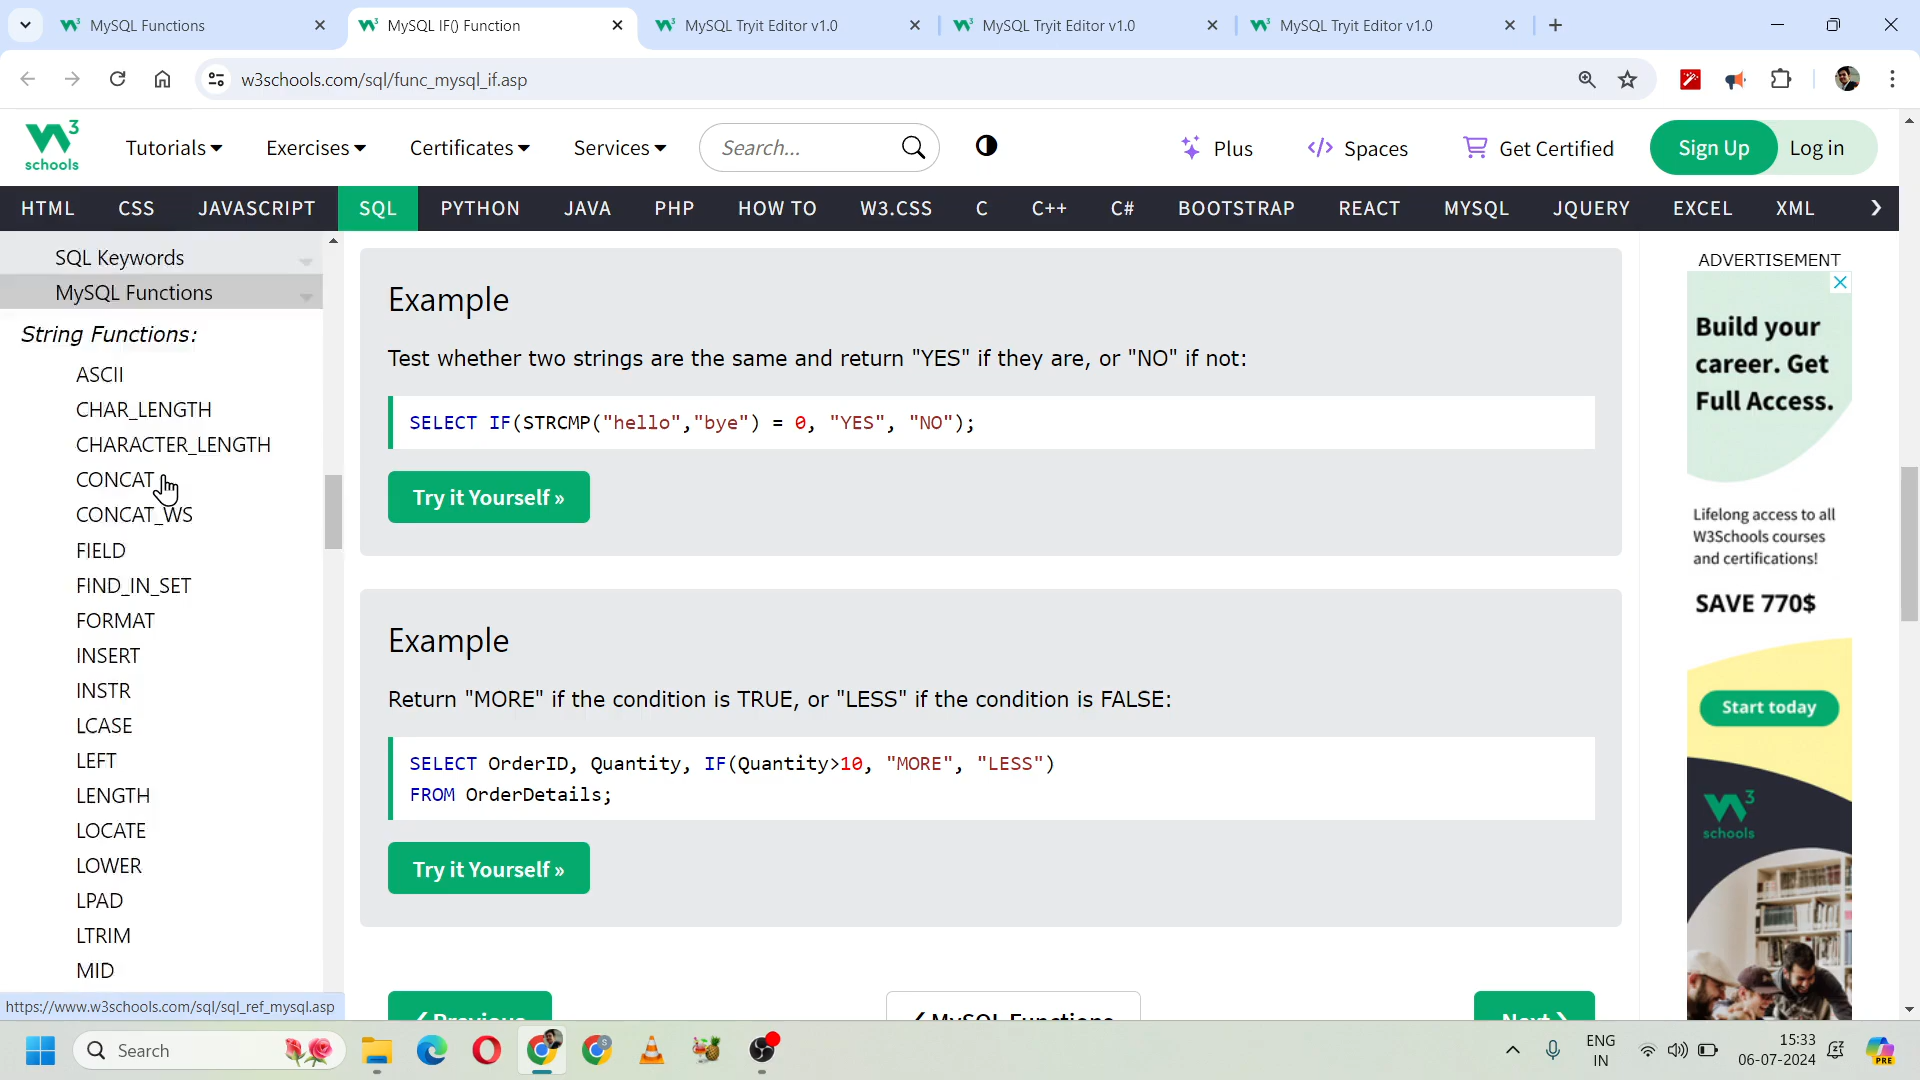 MySQL Functions
MySQL IF() Function
MySQL Tryit Editor v1.0
MySQL Tryit Editor v1.0
MySQL Tryit Editor v1.0
w3schools.com/sql/func_mysql_if.asp
W3
schools
Tutorials
Exercises
Certificates
Services
Search...
Plus
Spaces
Get Certified
Sign Up
Log in
HTML
CSS
JAVASCRIPT
SQL
PYTHON
JAVA
PHP
HOW TO
W3.CSS
C
C++
C#
BOOTSTRAP
REACT
MYSQL
JQUERY
EXCEL
XML
SQL Keywords
MySQL Functions
String Functions:
ASCII
CHAR_LENGTH
CHARACTER_LENGTH
CONCAT
CONCAT_WS
FIELD
FIND_IN_SET
FORMAT
INSERT
INSTR
LCASE
LEFT
LENGTH
LOCATE
LOWER
LPAD
LTRIM
MID
https://www.w3schools.com/sql/sql_ref_mysql.asp
Example
Test whether two strings are the same and return "YES" if they are, or "NO" if not:
SELECT IF(STRCMP("hello","bye") = 0, "YES", "NO");
Try it Yourself »
Example
Return "MORE" if the condition is TRUE, or "LESS" if the condition is FALSE:
SELECT OrderID, Quantity, IF(Quantity>10, "MORE", "LESS")
FROM OrderDetails;
Try it Yourself »
❮ Previous
❮ MySQL Functions
Next ❯
ADVERTISEMENT
Build your
career. Get
Full Access.
Lifelong access to all
W3Schools courses
and certifications!
SAVE 770$
Start today
W3
schools
Search
ENG
IN
15:33
06-07-2024
PRE